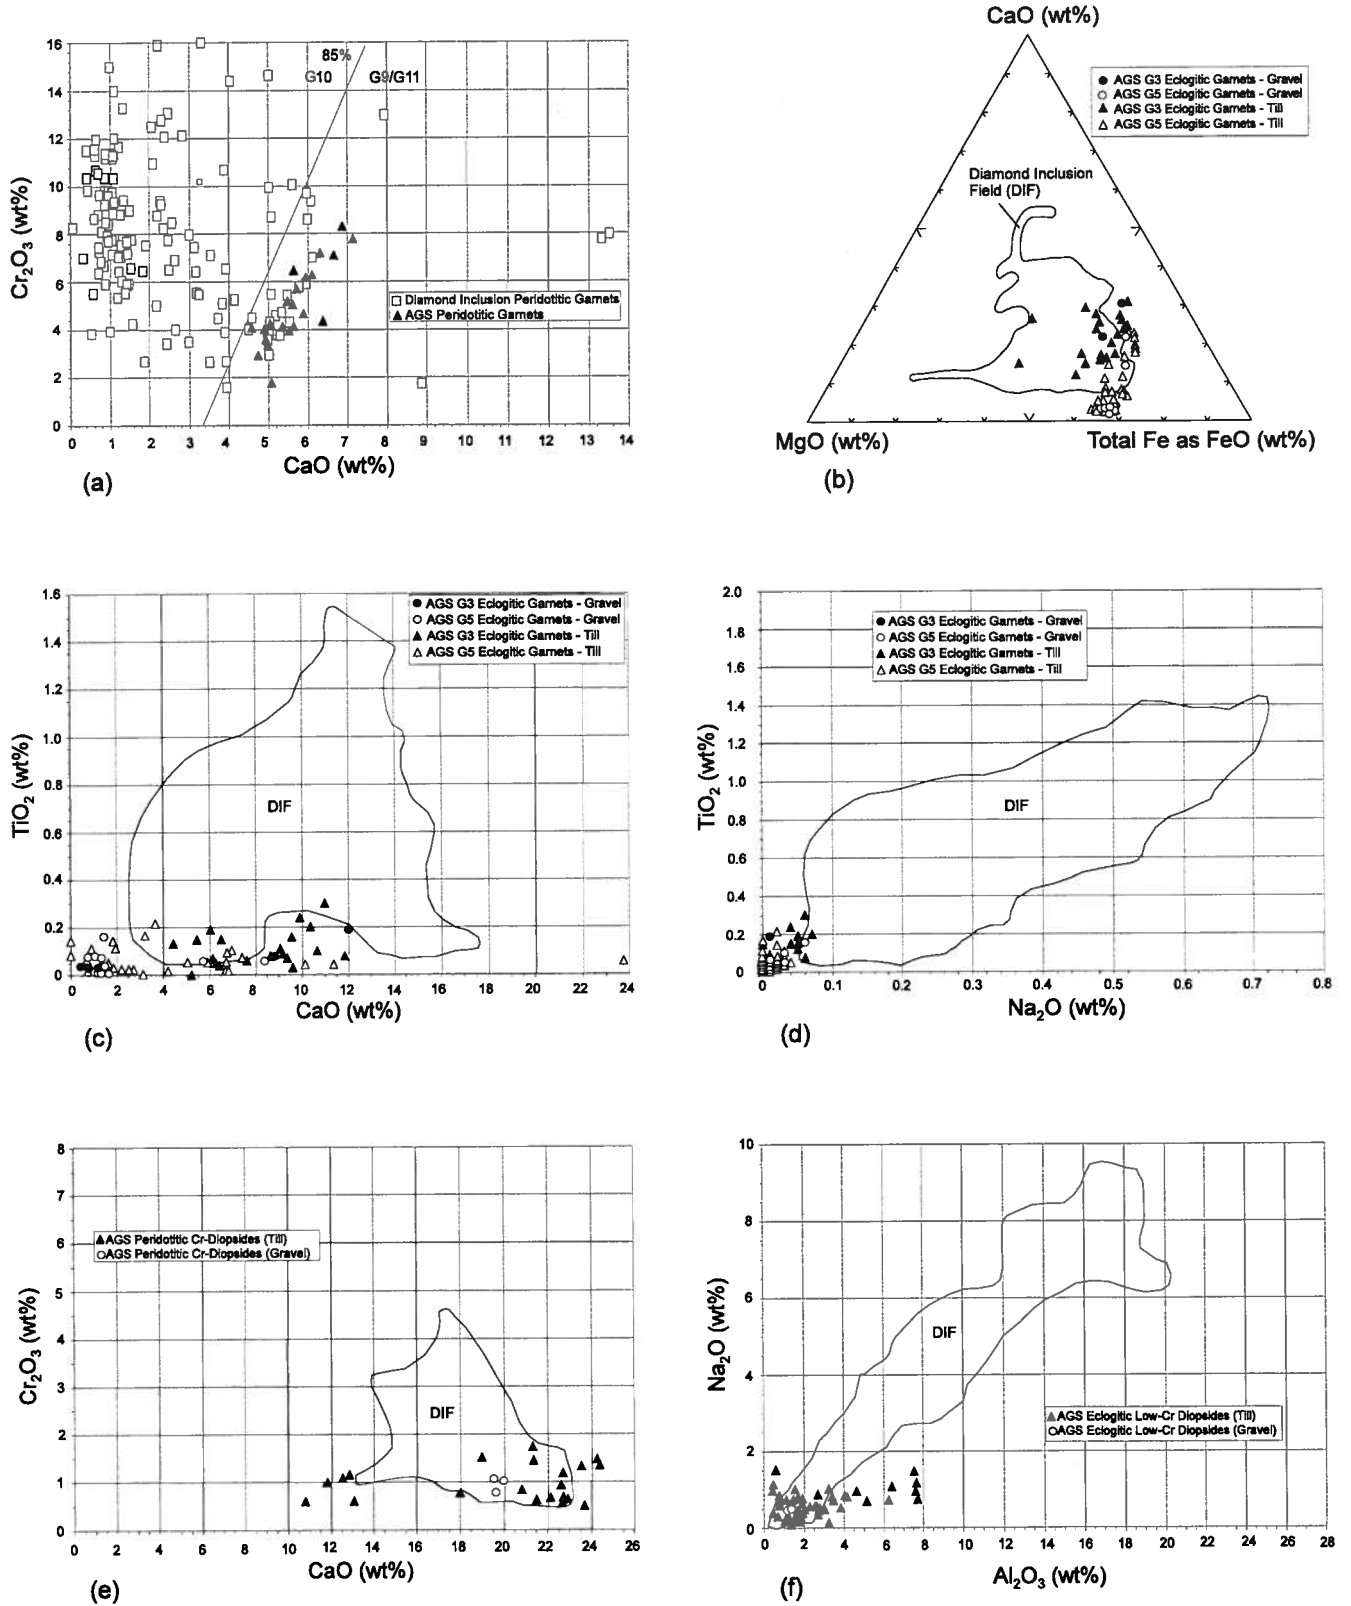 16
14
12
10
8
6
4
2
0
Cr2O3 (wt%)
85%
G10
G9/G11
Diamond Inclusion Peridotitic Garnets
AGS Peridotitic Garnets
0 1 2 3 4 5 6 7 8 9 10 11 12 13 14
CaO (wt%)
(a)
CaO (wt%)
AGS G3 Eclogitic Garnets - Gravel
AGS G5 Eclogitic Garnets - Gravel
AGS G3 Eclogitic Garnets - Till
AGS G5 Eclogitic Garnets - Till
Diamond Inclusion
Field (DIF)
MgO (wt%)
Total Fe as FeO (wt%)
(b)
1.6
1.4
1.2
1.0
0.8
0.6
0.4
0.2
0
TiO2 (wt%)
AGS G3 Eclogitic Garnets - Gravel
AGS G5 Eclogitic Garnets - Gravel
AGS G3 Eclogitic Garnets - Till
AGS G5 Eclogitic Garnets - Till
DIF
0 2 4 6 8 10 12 14 16 18 20 22 24
CaO (wt%)
(c)
2.0
1.8
1.6
1.4
1.2
1.0
0.8
0.6
0.4
0.2
0
TiO2 (wt%)
AGS G3 Eclogitic Garnets - Gravel
AGS G5 Eclogitic Garnets - Gravel
AGS G3 Eclogitic Garnets - Till
AGS G5 Eclogitic Garnets - Till
DIF
0 0.1 0.2 0.3 0.4 0.5 0.6 0.7 0.8
Na2O (wt%)
(d)
8
7
6
5
4
3
2
1
0
Cr2O3 (wt%)
AGS Peridotitic Cr-Diopsides (Till)
AGS Peridotitic Cr-Diopsides (Gravel)
DIF
0 2 4 6 8 10 12 14 16 18 20 22 24 26
CaO (wt%)
(e)
10
8
6
4
2
0
Na2O (wt%)
DIF
AGS Eclogitic Low-Cr Diopsides (Till)
AGS Eclogitic Low-Cr Diopsides (Gravel)
0 2 4 6 8 10 12 14 16 18 20 22 24 26 28
Al2O3 (wt%)
(f)